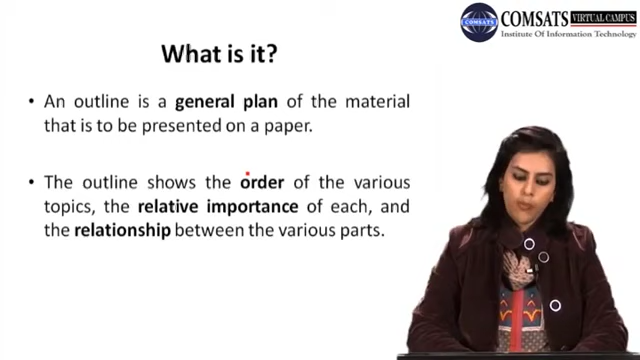 COMSATS VIRTUAL CAMPUS
Institute Of Information Technology
What is it?
• An outline is a general plan of the material
that is to be presented on a paper.
• The outline shows the order of the various
topics, the relative importance of each, and
the relationship between the various parts.